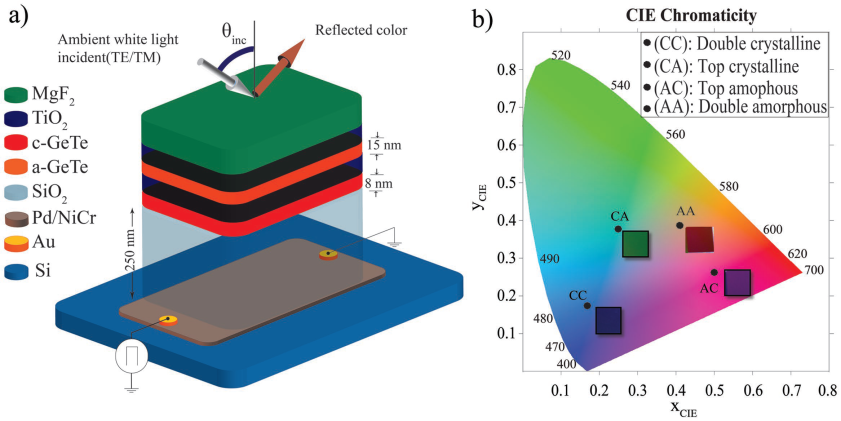 a)
θinc
Reflected color
Ambient white light
incident(TE/TM)
MgF2
TiO2
c-GeTe
a-GeTe
SiO2
Pd/NiCr
Au
Si
15 nm
8 nm
250 nm
b)
CIE Chromaticity
(CC): Double crystalline
(CA): Top crystalline
(AC): Top amophous
(AA): Double amorphous
520
540
560
580
600
620
700
490
480
470
400
CA
AA
AC
CC
0.8
0.7
0.6
0.5
0.4
0.3
0.2
0.1
yCIE
0.1 0.2 0.3 0.4 0.5 0.6 0.7 0.8
xCIE